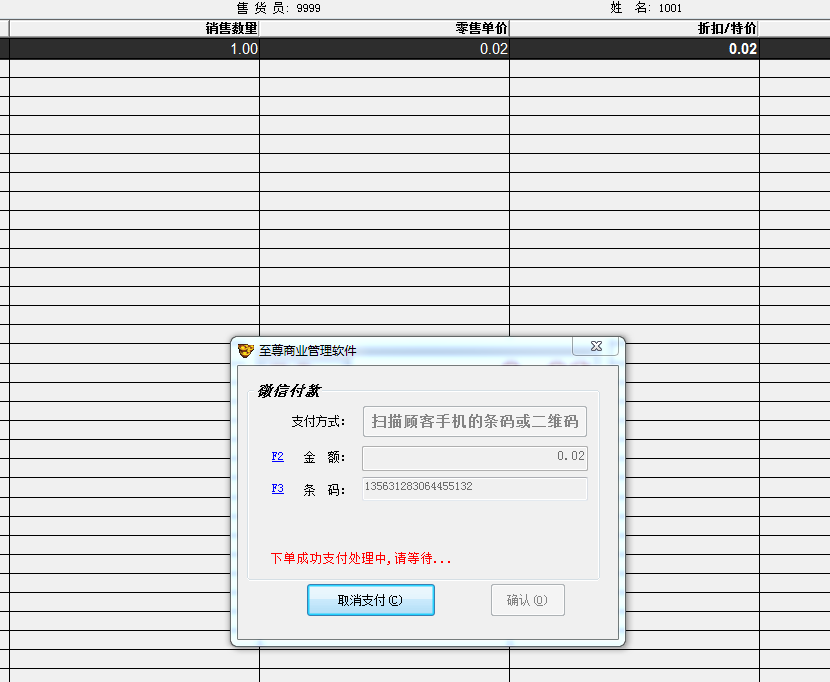 售 货 员: 9999 姓 名: 1001
销售数量 零售单价 折扣/特价
1.00 0.02 0.02
至尊商业管理软件
微信付款
支付方式: 扫描顾客手机的条码或二维码
F2 金 额: 0.02
F3 条 码: 135631283064455132
下单成功支付处理中,请等待...
取消支付(C) 确认(O)